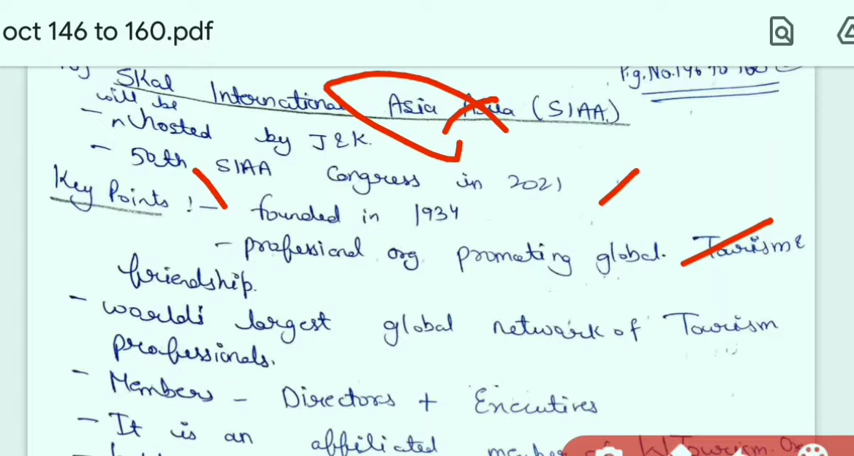 oct 146 to 160.pdf
Pg.No.146 to
Skal International Asia Area (SIAA)
will be
hosted by J&K.
- 50th SIAA Congress in 2021
Key Points :- founded in 1934
- professional org promoting global. Tourism &
friendship.
- world's largest global network of Tourism
professionals.
- Members - Directors + Executives
- It is an affiliated member of